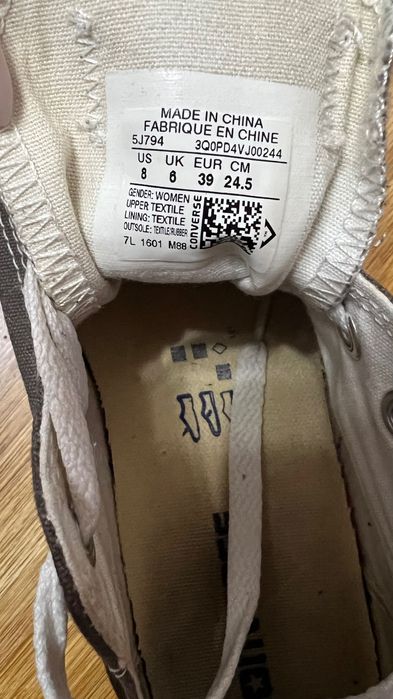 MADE IN CHINA
FABRIQUE EN CHINE
5J794 3Q0PD4VJ00244
US UK EUR CM
8 6 39 24.5
GENDER: WOMEN
UPPER TEXTILE
LINING: TEXTILE
OUTSOLE: TEXTILE/RUBBER
7L 1601 M88
CONVERSE